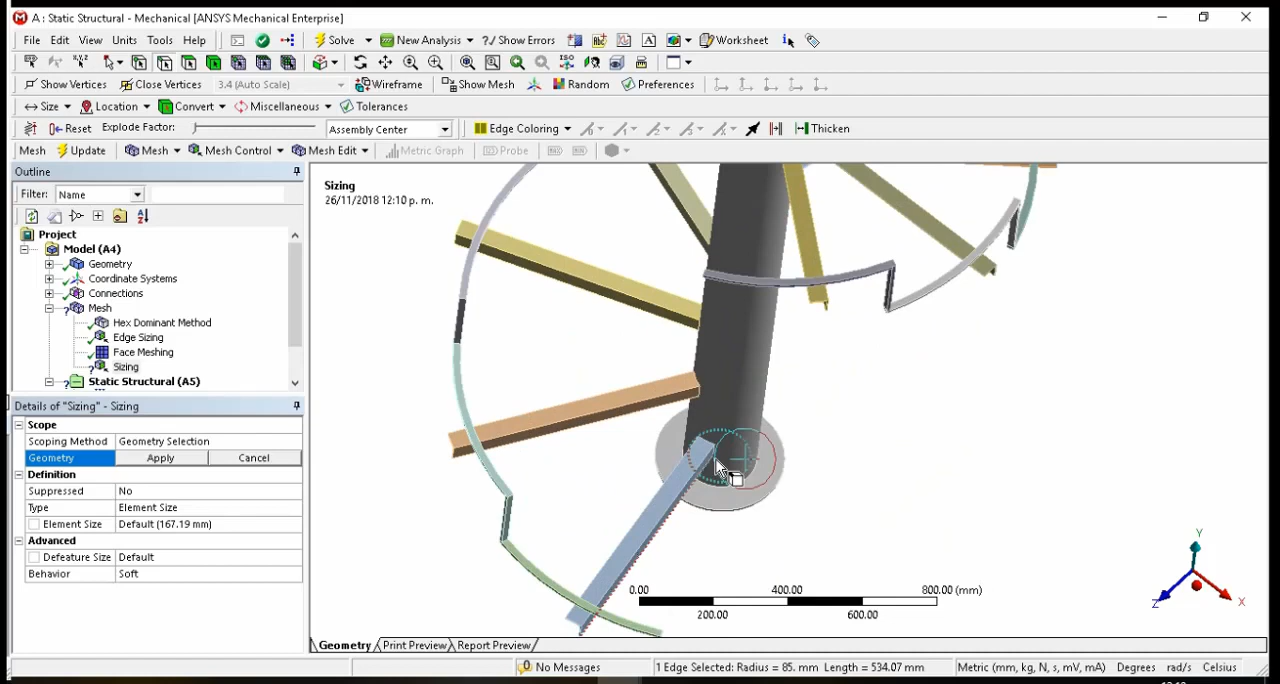 A : Static Structural - Mechanical [ANSYS Mechanical Enterprise]
File Edit View Units Tools Help Solve New Analysis ?/ Show Errors A Worksheet i
Show Vertices Close Vertices 3.4 (Auto Scale) Wireframe Show Mesh Random Preferences
Size Location Convert Miscellaneous Tolerances
Reset Explode Factor: Assembly Center Edge Coloring Thicken
Mesh Update Mesh Mesh Control Mesh Edit Metric Graph Probe
Outline
Filter: Name
Project
Model (A4)
Geometry
Coordinate Systems
Connections
Mesh
Hex Dominant Method
Edge Sizing
Face Meshing
Sizing
Static Structural (A5)
Details of "Sizing" - Sizing
Scope
Scoping Method Geometry Selection
Geometry Apply Cancel
Definition
Suppressed No
Type Element Size
Element Size Default (167.19 mm)
Advanced
Defeature Size Default
Behavior Soft
Sizing
26/11/2018 12:10 p. m.
0.00 400.00 800.00 (mm)
200.00 600.00
Y
Z
X
Geometry Print Preview Report Preview
No Messages 1 Edge Selected: Radius = 85. mm Length = 534.07 mm Metric (mm, kg, N, s, mV, mA) Degrees rad/s Celsius